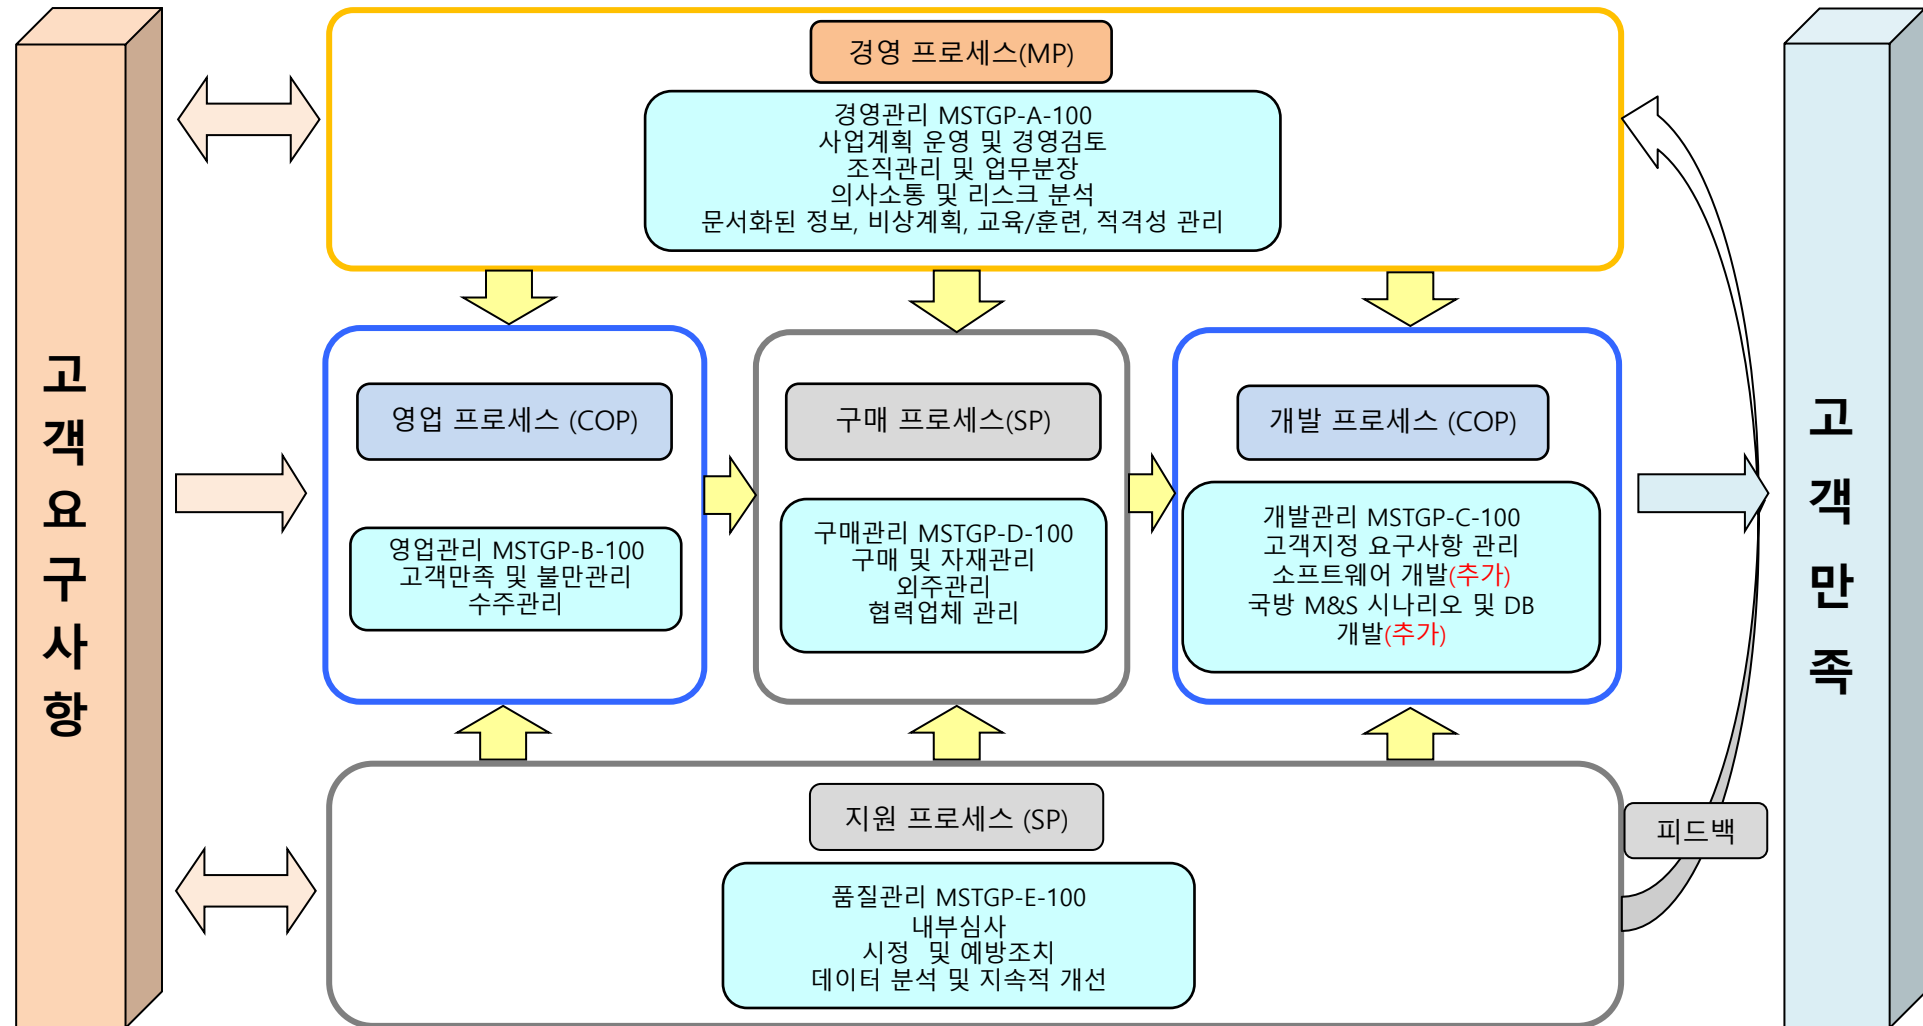 고
객
요
구
사
항
경영 프로세스(MP)
경영관리 MSTGP-A-100
사업계획 운영 및 경영검토
조직관리 및 업무분장
의사소통 및 리스크 분석
문서화된 정보, 비상계획, 교육/훈련, 적격성 관리
영업 프로세스 (COP)
영업관리 MSTGP-B-100
고객만족 및 불만관리
수주관리
구매 프로세스(SP)
구매관리 MSTGP-D-100
구매 및 자재관리
외주관리
협력업체 관리
개발 프로세스 (COP)
개발관리 MSTGP-C-100
고객지정 요구사항 관리
소프트웨어 개발(추가)
국방 M&S 시나리오 및 DB
개발(추가)
지원 프로세스 (SP)
품질관리 MSTGP-E-100
내부심사
시정 및 예방조치
데이터 분석 및 지속적 개선
피드백
고
객
만
족